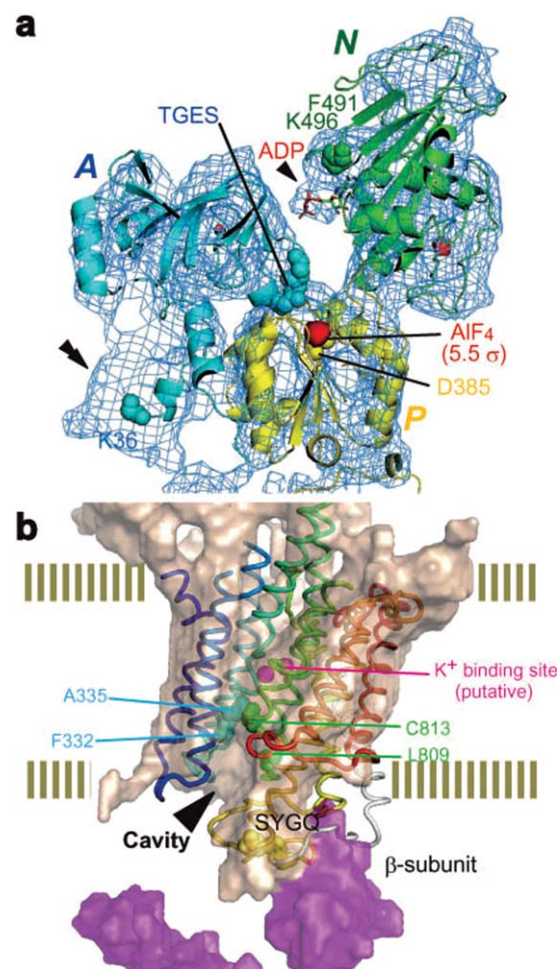 a
N
F491
K496
TGES
ADP
A
AlF4
(5.5 σ)
D385
K36
P
b
K+ binding site
(putative)
A335
C813
F332
L809
Cavity
SYGQ
β-subunit